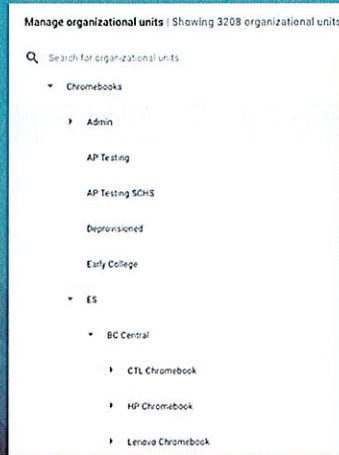 Manage organizational units | Showing 3208 organizational units
Search for organizational units
Chromebooks
Admin
AP Testing
AP Testing SCHS
Deprovisioned
Early College
ES
BC Central
CTL Chromebook
HP Chromebook
Lenovo Chromebook